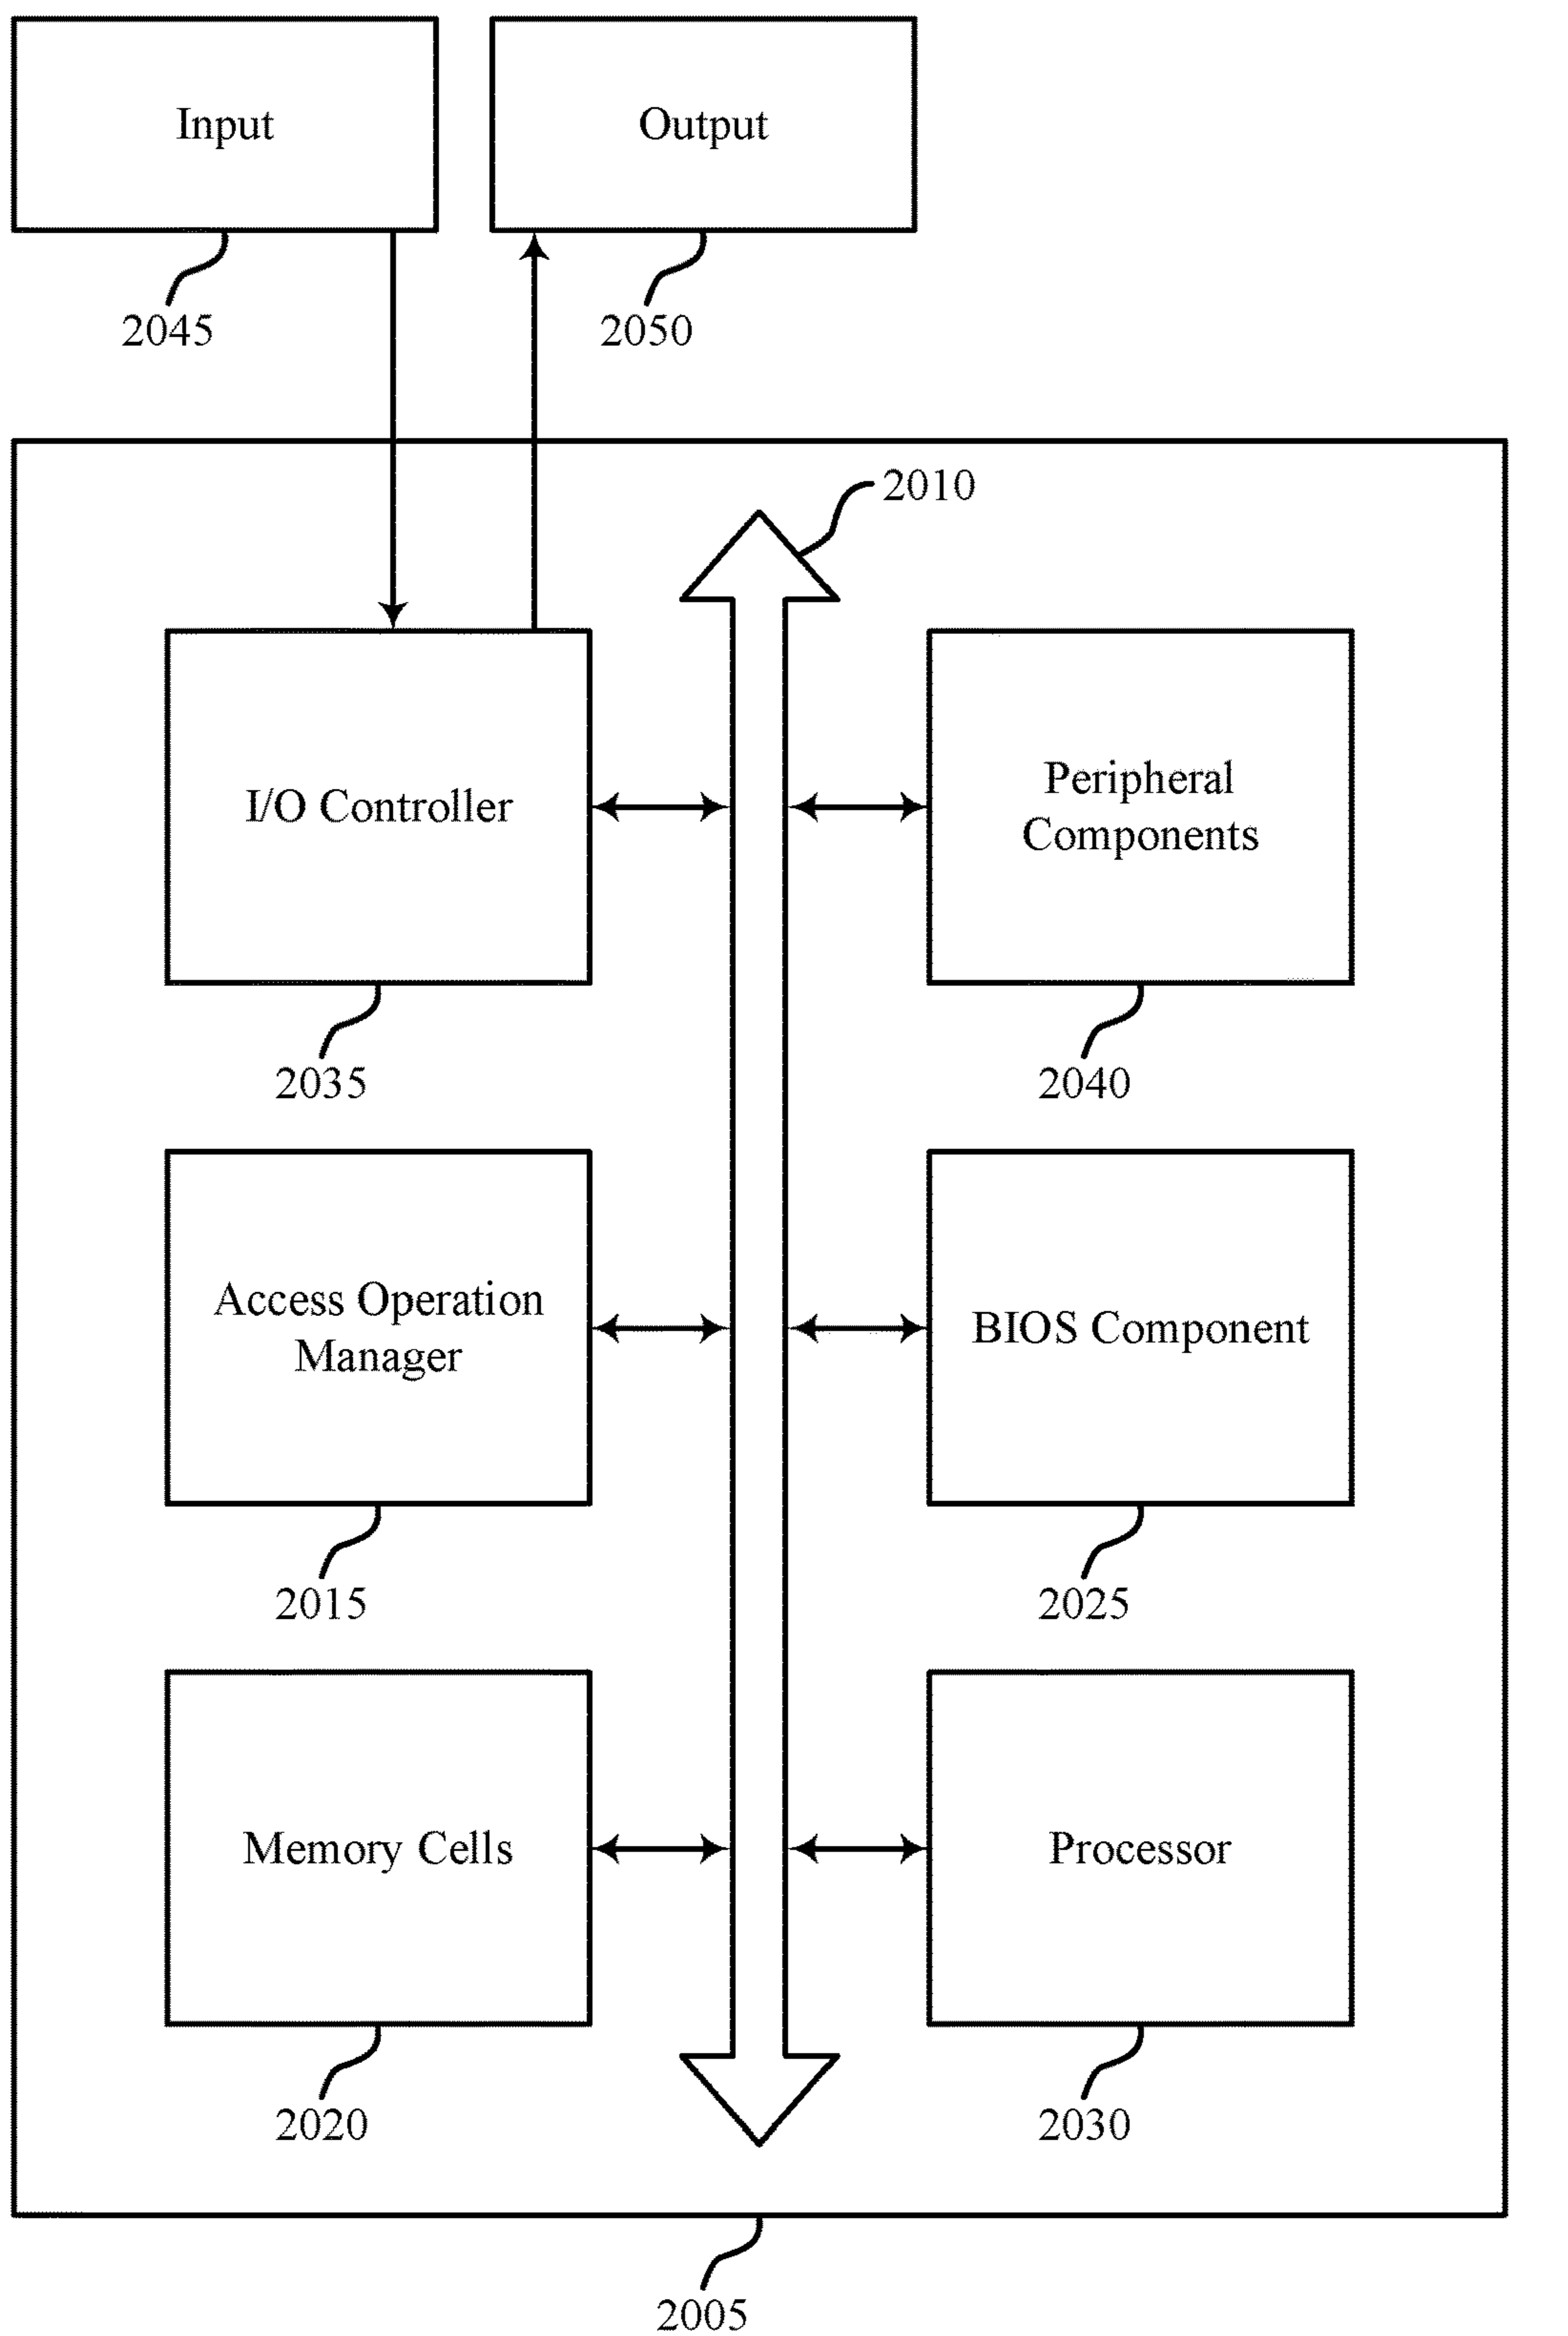 Input
Output
2045
2050
2010
I/O Controller
Peripheral
Components
2035
2040
Access Operation
Manager
BIOS Component
2015
2025
Memory Cells
Processor
2020
2030
2005